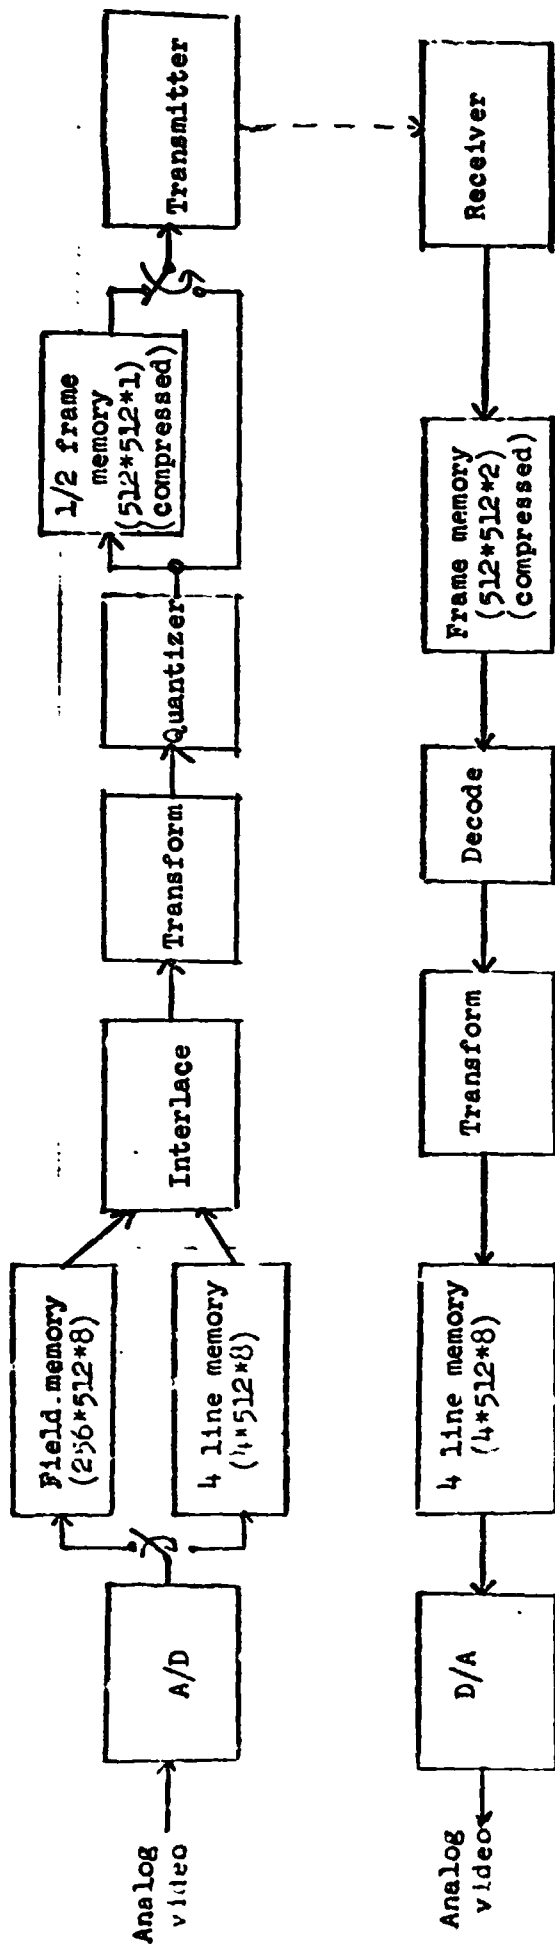 Analog
video
A/D
Field memory
(256*512*8)
4 line memory
(4*512*8)
Interlace
Transform
Quantizer
1/2 frame
memory
(512*512*1)
(compressed)
Transmitter
Receiver
Frame memory
(512*512*2)
(compressed)
Decode
Transform
4 line memory
(4*512*8)
D/A
Analog
video